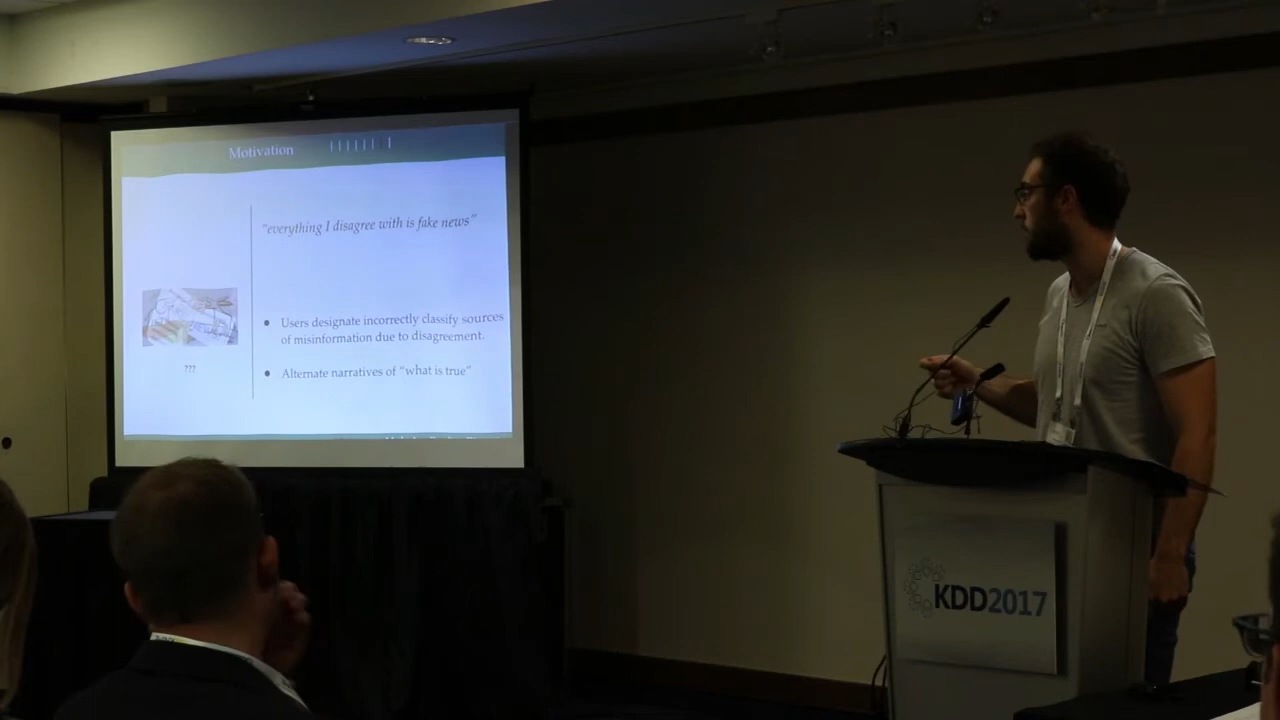 Motivation
"everything I disagree with is fake news"
● Users designate incorrectly classify sources
of misinformation due to disagreement.
● Alternate narratives of "what is true"
???
KDD2017